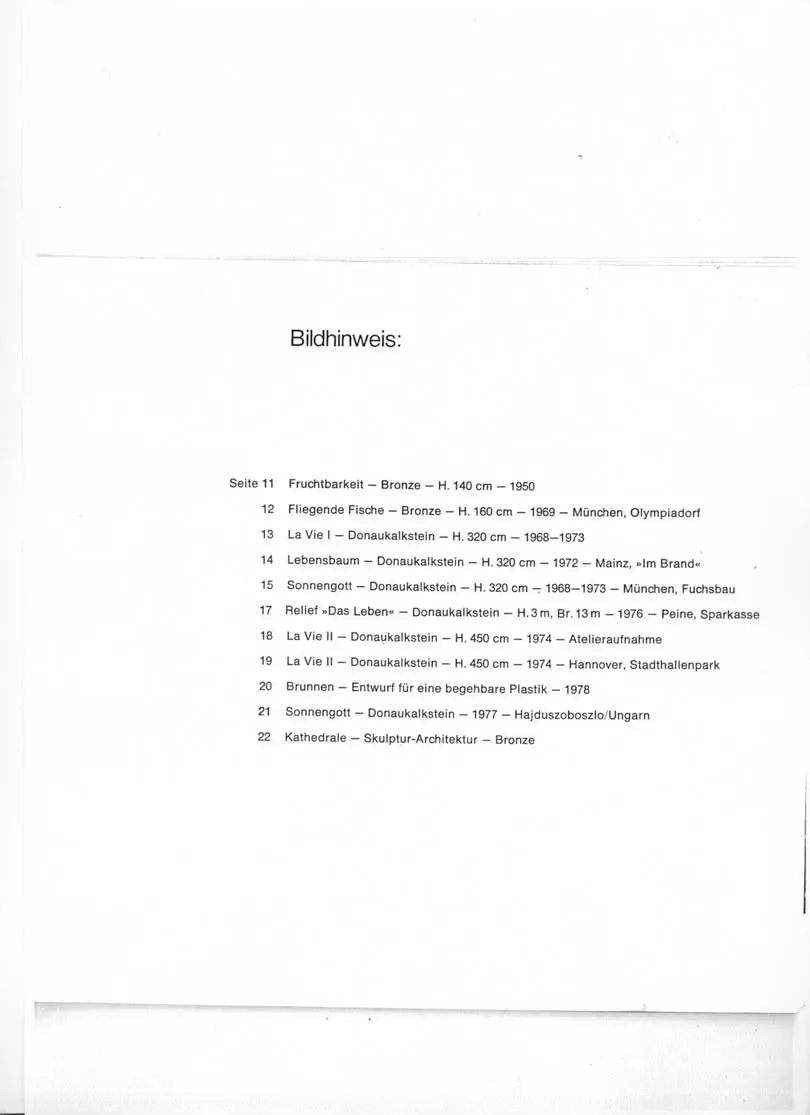 Bildhinweis:
Seite 11 Fruchtbarkeit — Bronze — H. 140 cm — 1950
12 Fliegende Fische — Bronze — H. 160 cm — 1969 — München, Olympiadorf
13 La Vie I — Donaukalkstein — H. 320 cm — 1968—1973
14 Lebensbaum — Donaukalkstein — H. 320 cm — 1972 — Mainz, »Im Brand«
15 Sonnengott — Donaukalkstein — H. 320 cm — 1968—1973 — München, Fuchsbau
17 Relief »Das Leben« — Donaukalkstein — H. 3 m, Br. 13 m — 1976 — Peine, Sparkasse
18 La Vie II — Donaukalkstein — H. 450 cm — 1974 — Atelieraufnahme
19 La Vie II — Donaukalkstein — H. 450 cm — 1974 — Hannover, Stadthallenpark
20 Brunnen — Entwurf für eine begehbare Plastik — 1978
21 Sonnengott — Donaukalkstein — 1977 — Hajduszoboszlo/Ungarn
22 Kathedrale — Skulptur-Architektur — Bronze